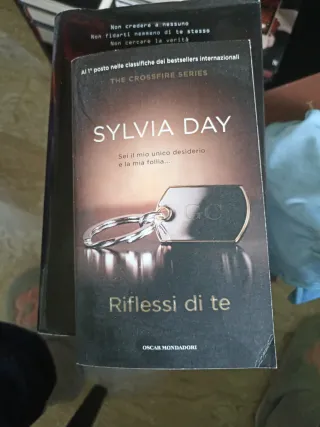 Non credere a nessuno
Non fidarti nemmeno di te stesso
Non cercare la verità
Al 1° posto nelle classifiche dei bestsellers internazionali
THE CROSSFIRE SERIES
SYLVIA DAY
Sei il mio unico desiderio
e la mia follia...
GC
Riflessi di te
OSCAR MONDADORI